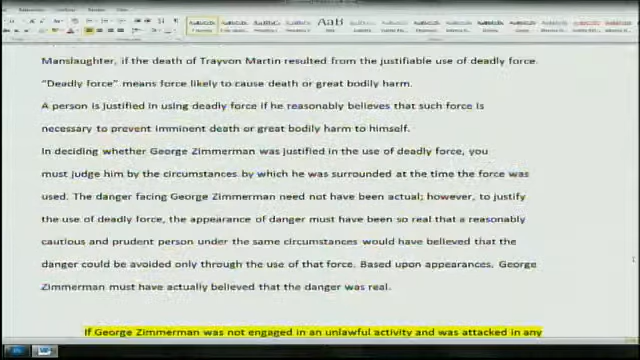 Manslaughter, if the death of Trayvon Martin resulted from the justifiable use of deadly force.
"Deadly force" means force likely to cause death or great bodily harm.
A person is justified in using deadly force if he reasonably believes that such force is
necessary to prevent imminent death or great bodily harm to himself.
In deciding whether George Zimmerman was justified in the use of deadly force, you
must judge him by the circumstances by which he was surrounded at the time the force was
used. The danger facing George Zimmerman need not have been actual; however, to justify
the use of deadly force, the appearance of danger must have been so real that a reasonably
cautious and prudent person under the same circumstances would have believed that the
danger could be avoided only through the use of that force. Based upon appearances, George
Zimmerman must have actually believed that the danger was real.
If George Zimmerman was not engaged in an unlawful activity and was attacked in any